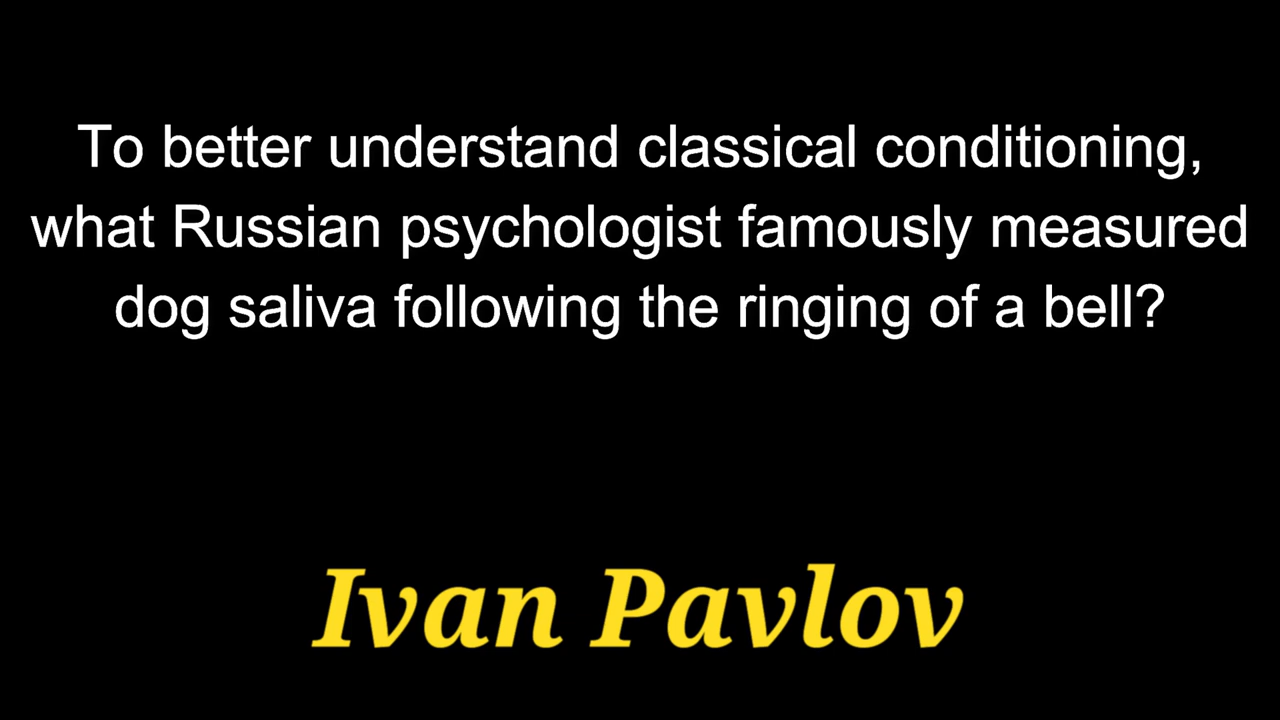 To better understand classical conditioning,
what Russian psychologist famously measured
dog saliva following the ringing of a bell?
Ivan Pavlov